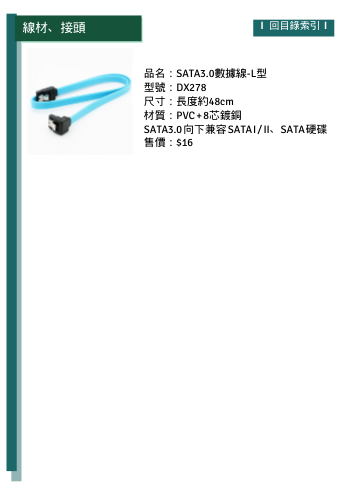 線材、接頭
I 回目錄索引 I
品名：SATA3.0數據線-L型
型號：DX278
尺寸：長度約48cm
材質：PVC+8芯鍍銅
SATA3.0向下兼容SATA I / II、SATA硬碟
售價：$16